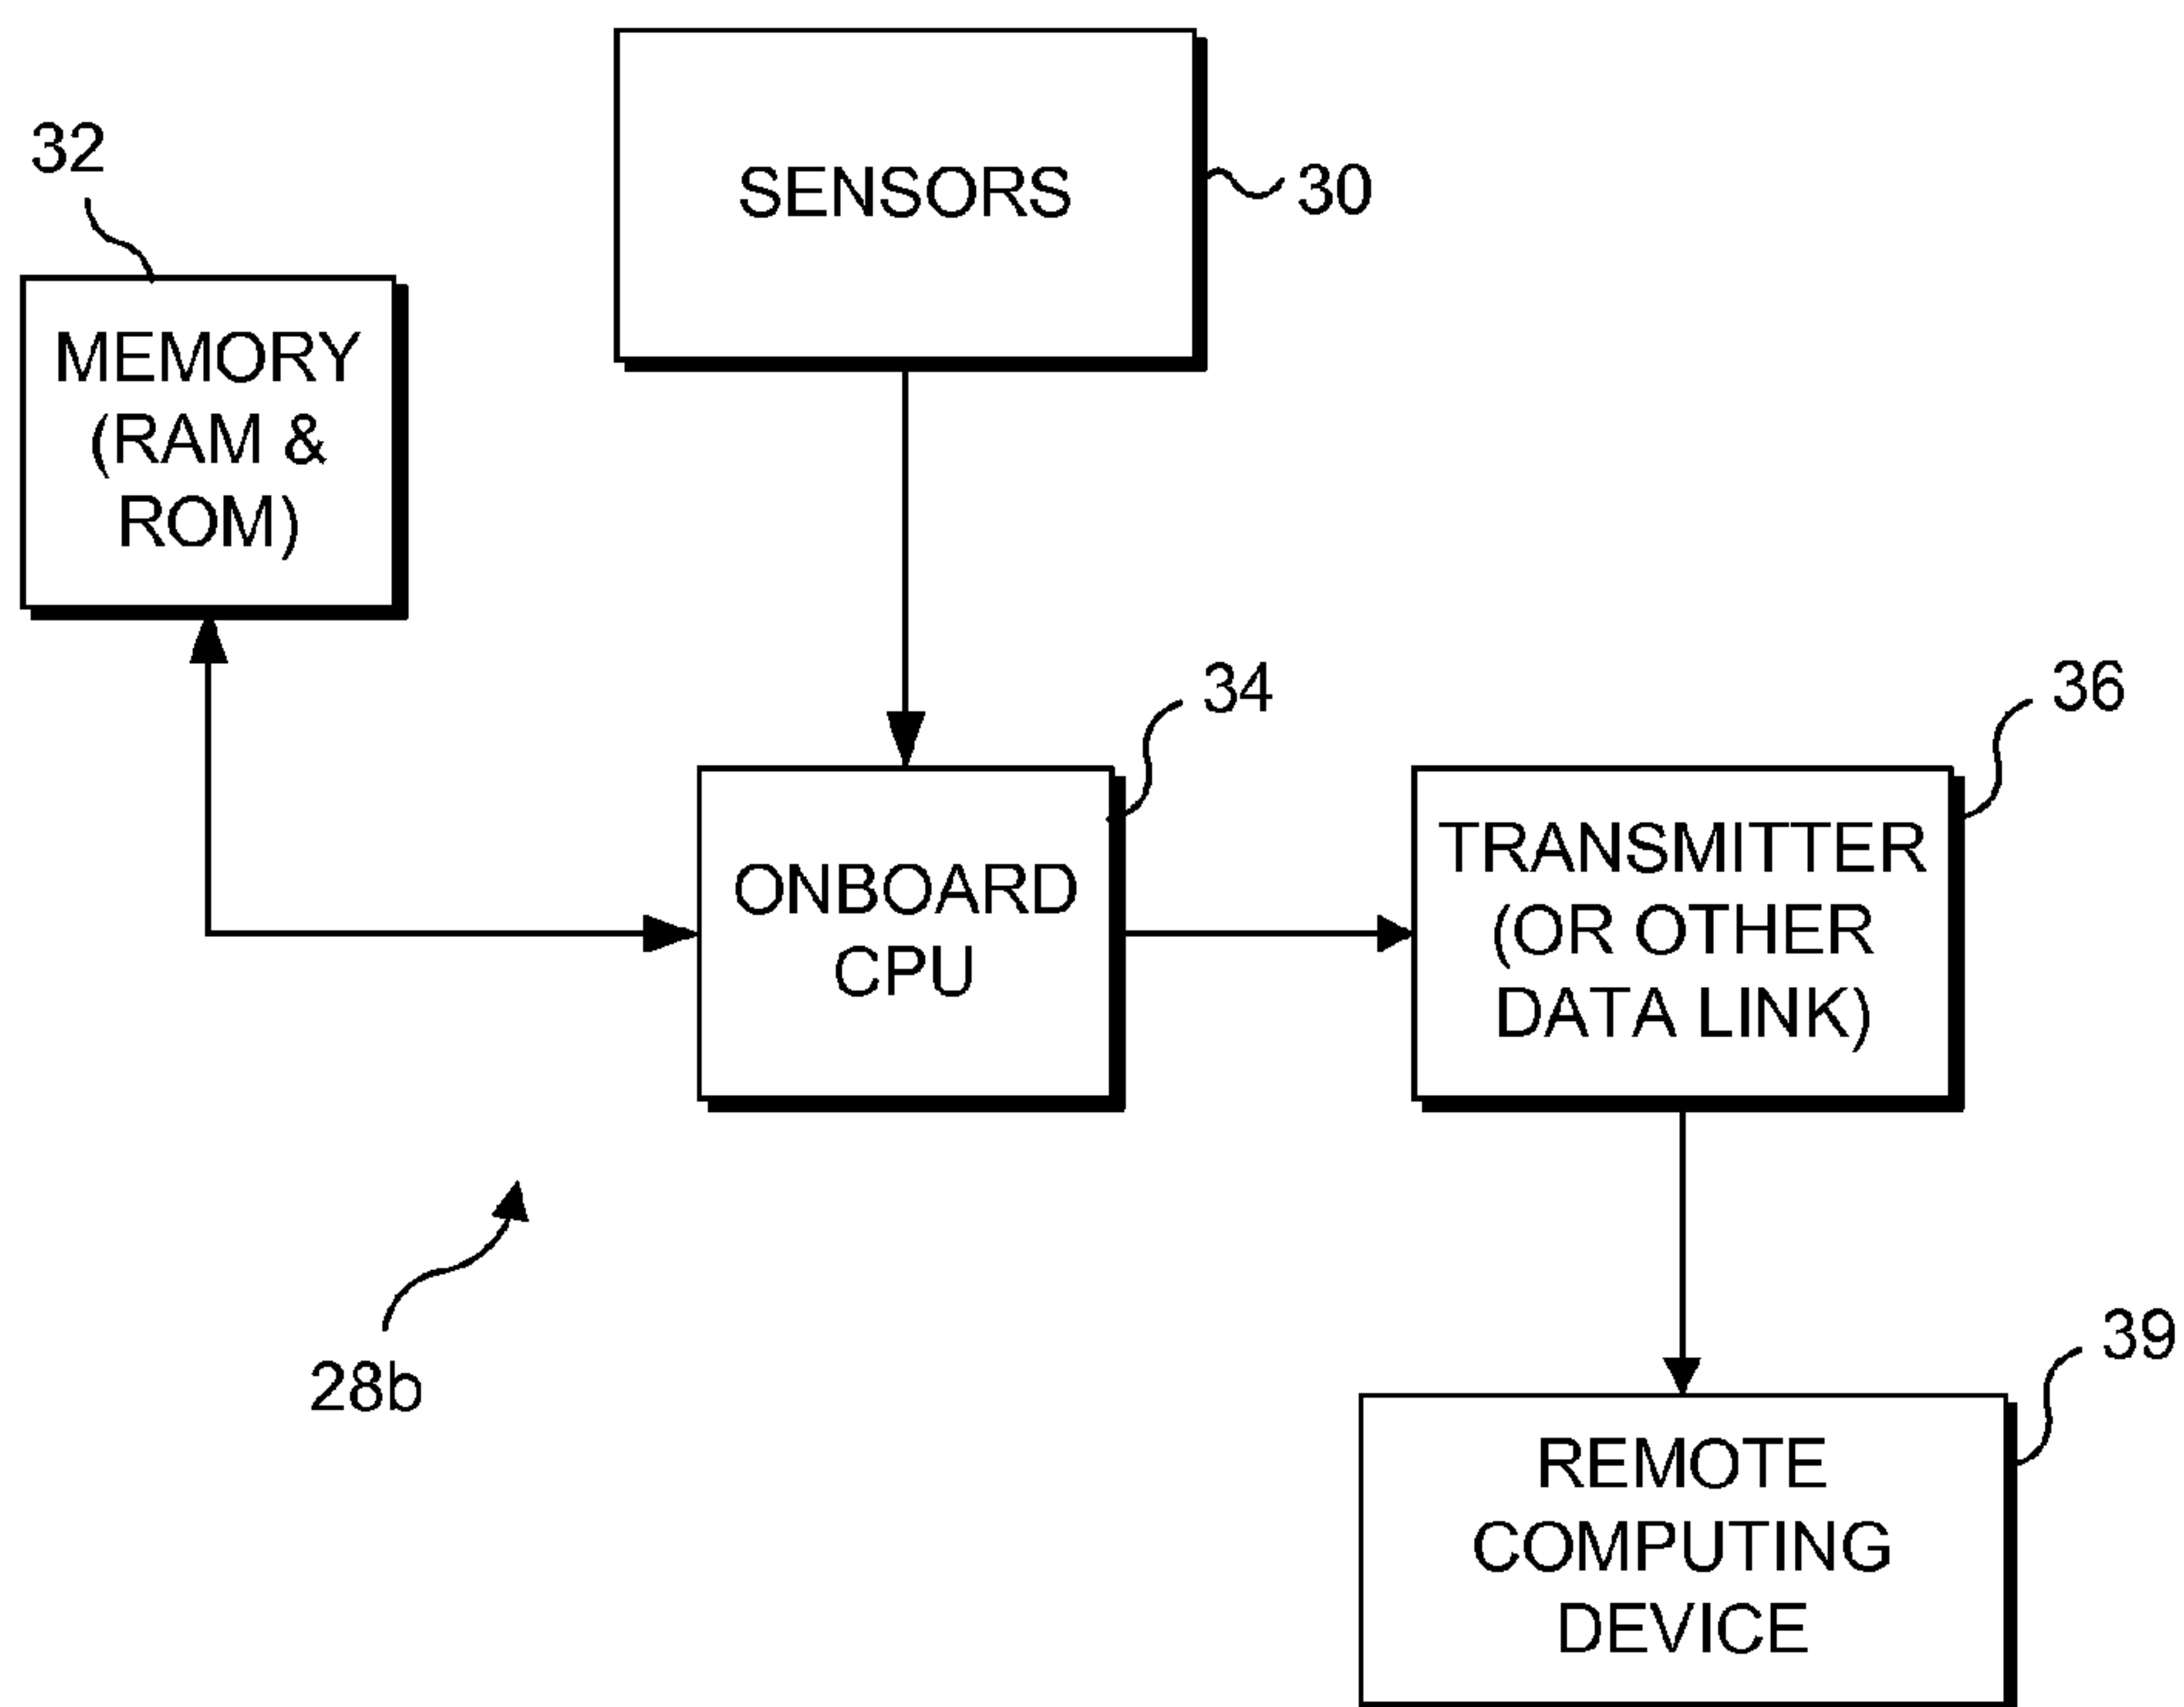 SENSORS
30
32
MEMORY
(RAM &
ROM)
34
ONBOARD
CPU
36
TRANSMITTER
(OR OTHER
DATA LINK)
28b
39
REMOTE
COMPUTING
DEVICE